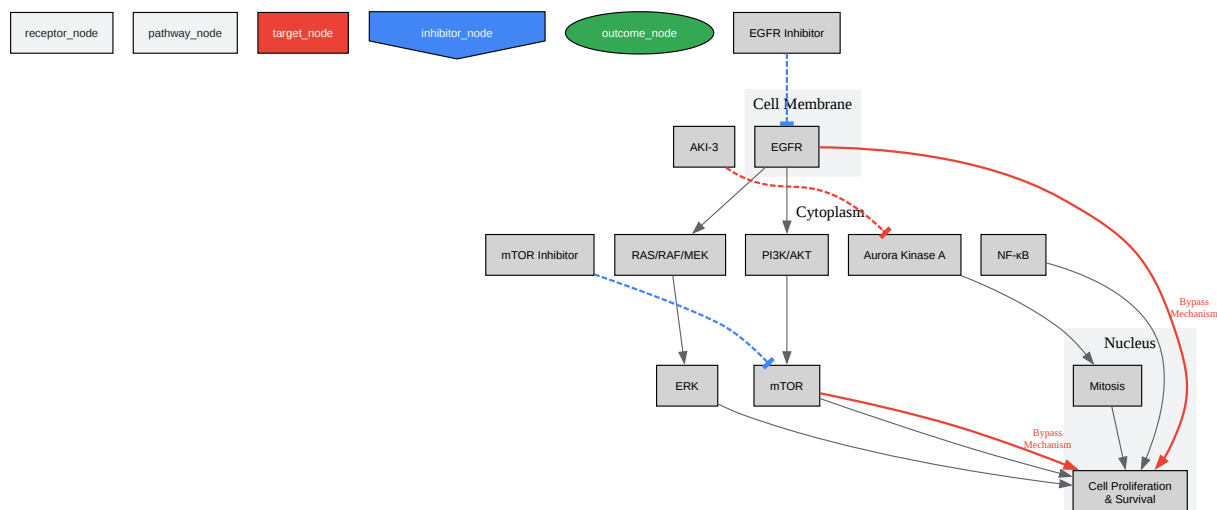 receptor_node
pathway_node
target_node
inhibitor_node
outcome_node
EGFR Inhibitor
Cell Membrane
AKI-3
EGFR
Cytoplasm
mTOR Inhibitor
RAS/RAF/MEK
PI3K/AKT
Aurora Kinase A
NF-κB
Bypass
Mechanism
Nucleus
ERK
mTOR
Mitosis
Bypass
Mechanism
Cell Proliferation
& Survival